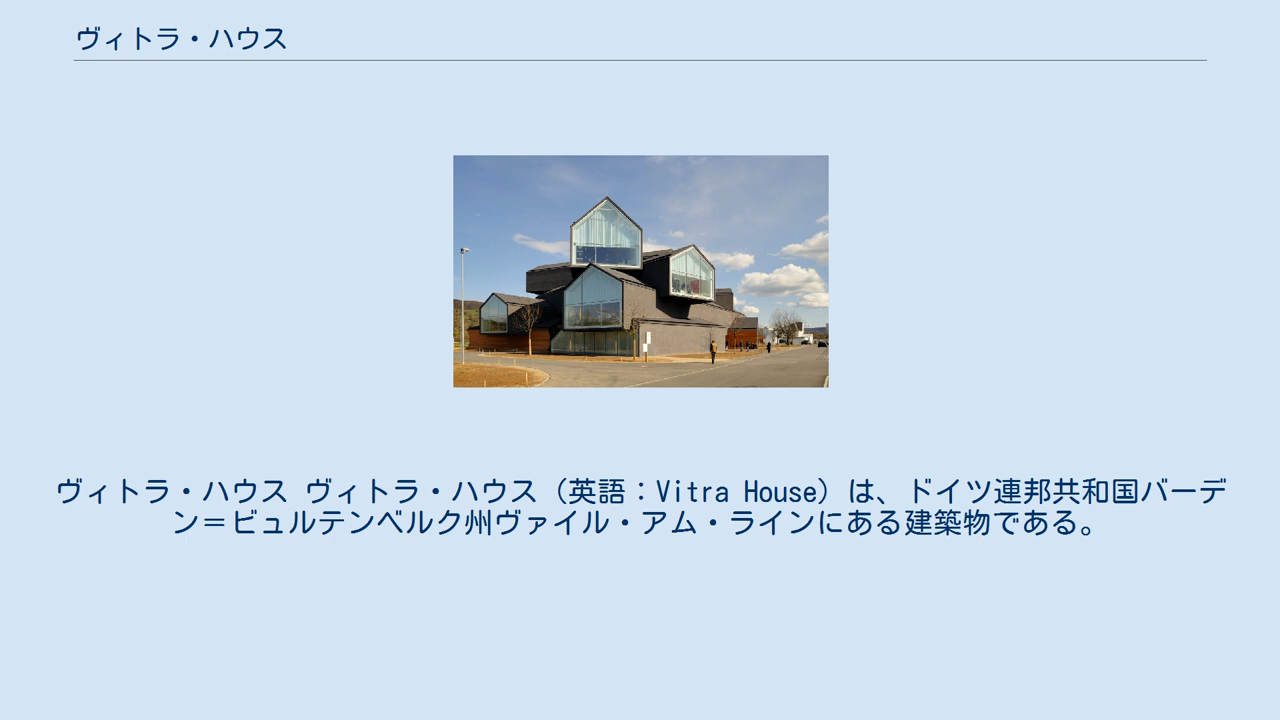 ヴィトラ・ハウス
ヴィトラ・ハウス ヴィトラ・ハウス（英語：Vitra House）は、ドイツ連邦共和国バーデ
ン＝ビュルテンベルク州ヴァイル・アム・ラインにある建築物である。